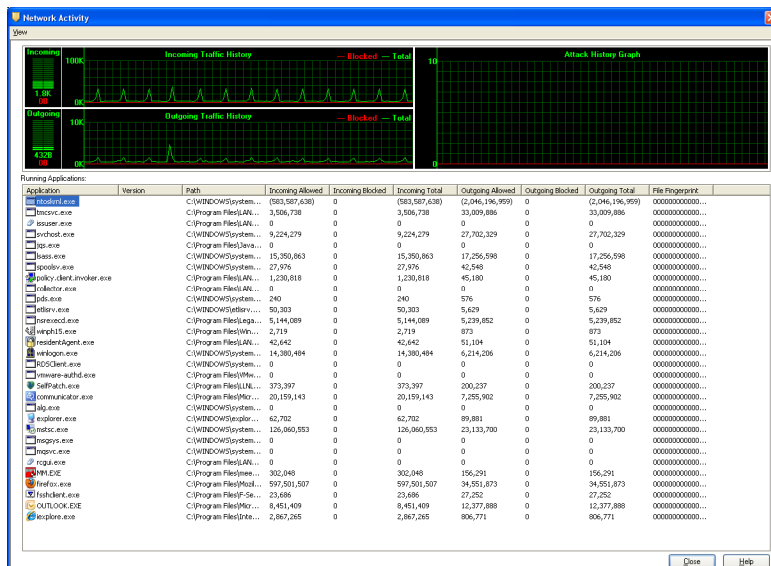 Network Activity
View
Incoming
1.8K
0B
100K
Incoming Traffic History
— Blocked — Total
0K
Outgoing
432B
0B
10K
Outgoing Traffic History
— Blocked — Total
0K
10
Attack History Graph
0
Running Applications:
Application Version Path Incoming Allowed Incoming Blocked Incoming Total Outgoing Allowed Outgoing Blocked Outgoing Total File Fingerprint
ntoskrnl.exe C:\WINDOWS\system... (583,587,638) 0 (583,587,638) (2,046,196,959) 0 (2,046,196,959) 000000000000...
tmcsvc.exe C:\Program Files\LAN... 3,506,738 0 3,506,738 33,009,886 0 33,009,886 000000000000...
issuser.exe C:\Program Files\LAN... 0 0 0 0 0 0 000000000000...
svchost.exe C:\WINDOWS\system... 9,224,279 0 9,224,279 27,702,329 0 27,702,329 000000000000...
jqs.exe C:\Program Files\Java... 0 0 0 0 0 0 000000000000...
lsass.exe C:\WINDOWS\system... 15,350,863 0 15,350,863 17,256,598 0 17,256,598 000000000000...
spoolsv.exe C:\WINDOWS\system... 27,976 0 27,976 42,548 0 42,548 000000000000...
policy.client.invoker.exe C:\Program Files\LAN... 1,230,818 0 1,230,818 45,180 0 45,180 000000000000...
collector.exe C:\Program Files\LAN... 0 0 0 0 0 0 000000000000...
pds.exe C:\WINDOWS\system... 240 0 240 576 0 576 000000000000...
etlisrv.exe C:\WINDOWS\etlisrv.... 50,303 0 50,303 5,629 0 5,629 000000000000...
nsrexecd.exe C:\Program Files\Lega... 5,144,089 0 5,144,089 5,239,852 0 5,239,852 000000000000...
winph15.exe C:\Program Files\Win... 2,719 0 2,719 873 0 873 000000000000...
residentAgent.exe C:\Program Files\LAN... 42,642 0 42,642 51,104 0 51,104 000000000000...
winlogon.exe C:\WINDOWS\system... 14,380,484 0 14,380,484 6,214,206 0 6,214,206 000000000000...
RDSClient.exe C:\WINDOWS\system... 0 0 0 0 0 0 000000000000...
vmware-authd.exe C:\Program Files\VMw... 0 0 0 0 0 0 000000000000...
SelfPatch.exe C:\Program Files\LLNL... 373,397 0 373,397 200,237 0 200,237 000000000000...
communicator.exe C:\Program Files\Micr... 20,159,143 0 20,159,143 7,255,902 0 7,255,902 000000000000...
alg.exe C:\WINDOWS\system... 0 0 0 0 0 0 000000000000...
explorer.exe C:\WINDOWS\explor... 62,702 0 62,702 89,881 0 89,881 000000000000...
mstsc.exe C:\WINDOWS\system... 126,060,553 0 126,060,553 23,133,700 0 23,133,700 000000000000...
msgsys.exe C:\WINDOWS\system... 0 0 0 0 0 0 000000000000...
mqsvc.exe C:\WINDOWS\system... 0 0 0 0 0 0 000000000000...
rcgui.exe C:\Program Files\LAN... 0 0 0 0 0 0 000000000000...
MM.EXE C:\Program Files\mee... 302,048 0 302,048 156,291 0 156,291 000000000000...
firefox.exe C:\Program Files\Mozil... 597,501,507 0 597,501,507 34,551,873 0 34,551,873 000000000000...
fsshclient.exe C:\Program Files\F-Se... 23,686 0 23,686 27,252 0 27,252 000000000000...
OUTLOOK.EXE C:\Program Files\Micr... 8,451,409 0 8,451,409 12,377,888 0 12,377,888 000000000000...
iexplore.exe C:\Program Files\Inte... 2,867,265 0 2,867,265 806,771 0 806,771 000000000000...
Close Help